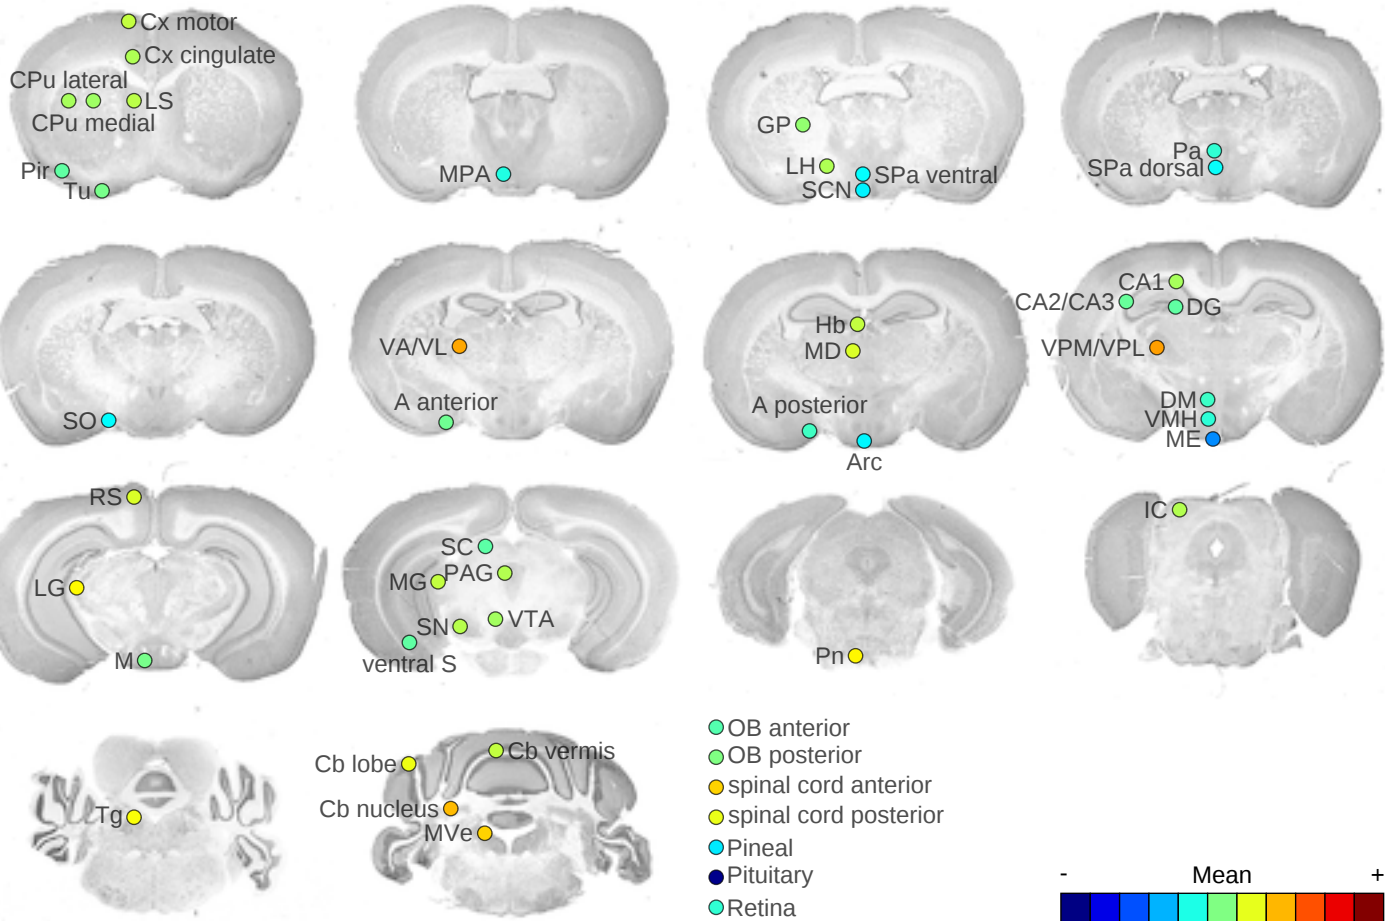 Cx motor
Cx cingulate
CPu lateral
LS
CPu medial
Pir
Tu
MPA
GP
LH
SPa ventral
SCN
Pa
SPa dorsal
SO
VA/VL
A anterior
Hb
MD
A posterior
Arc
CA1
CA2/CA3
DG
VPM/VPL
DM
VMH
ME
RS
LG
M
SC
MG
PAG
SN
VTA
ventral S
Pn
IC
Tg
Cb lobe
Cb vermis
Cb nucleus
MVe
OB anterior
OB posterior
spinal cord anterior
spinal cord posterior
Pineal
Pituitary
Retina
- Mean +